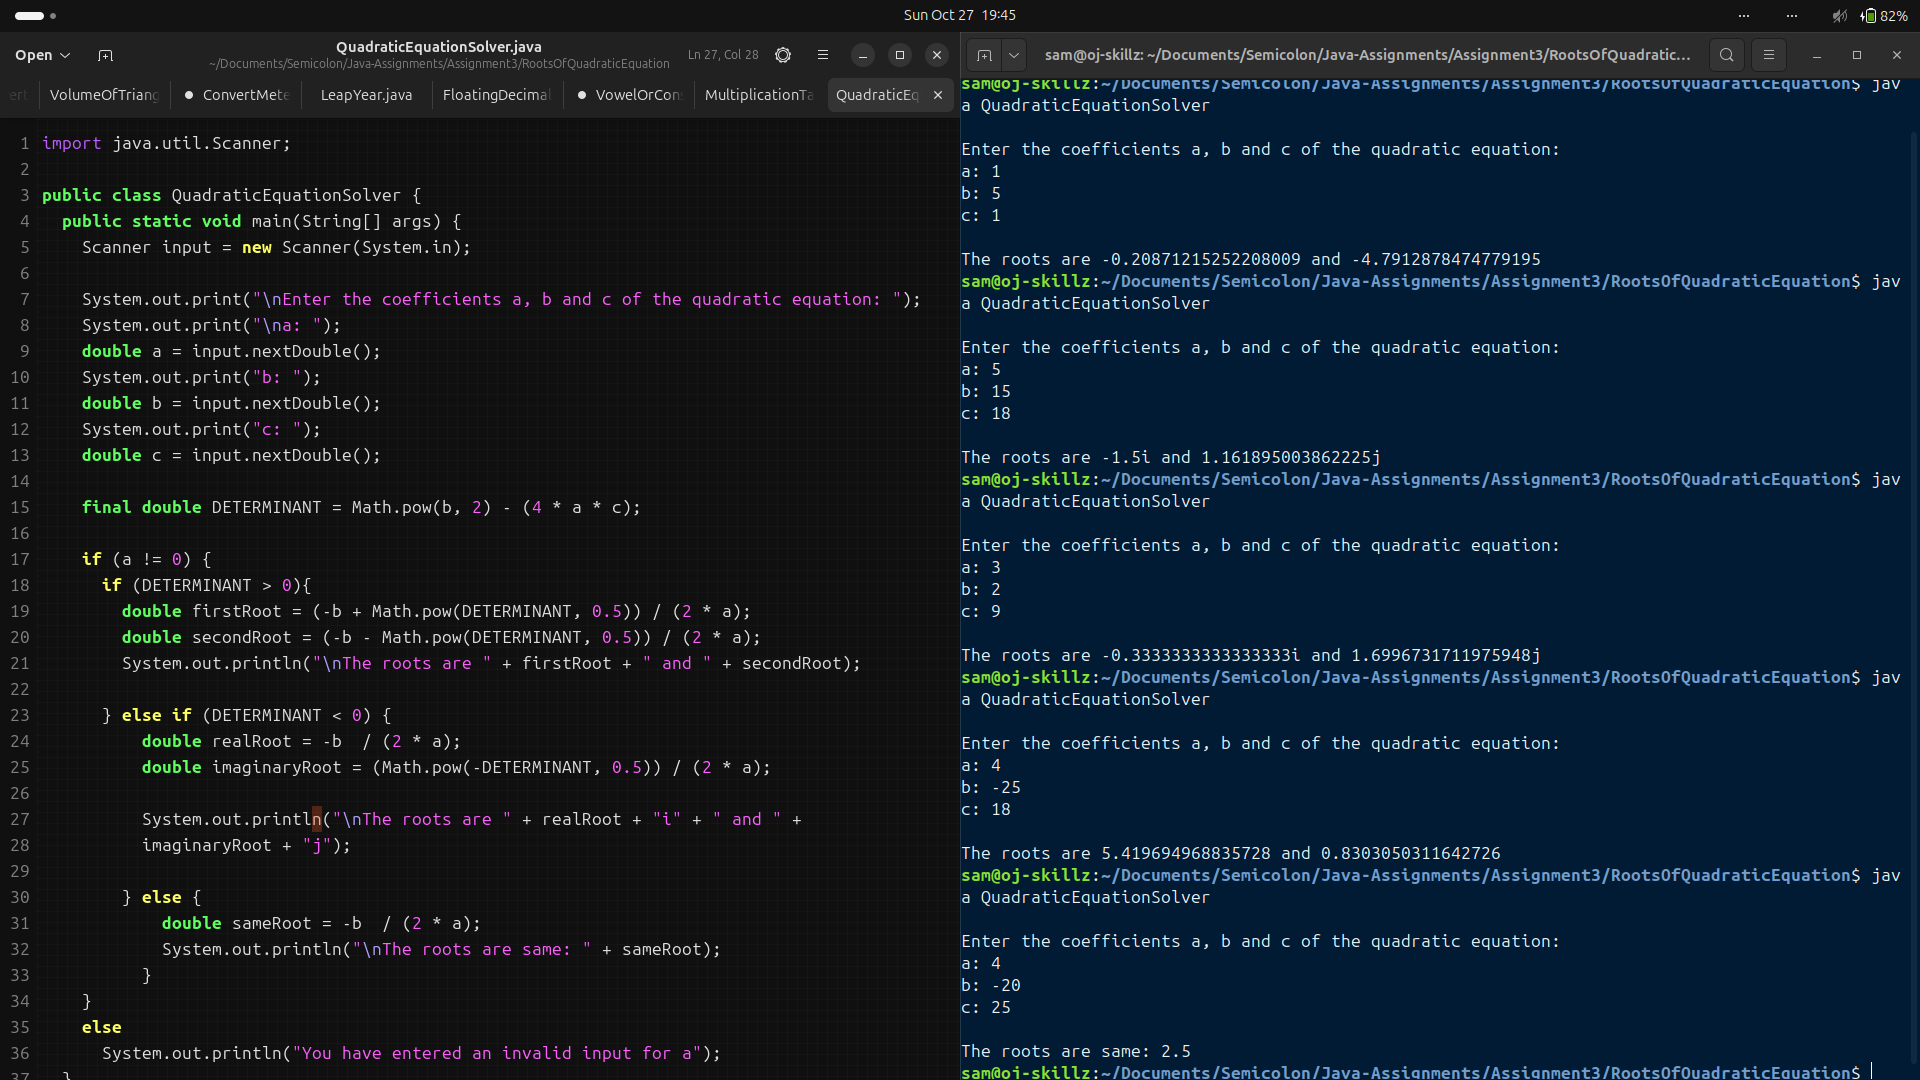 Sun Oct 27 19:45
82%
Open
QuadraticEquationSolver.java
~/Documents/Semicolon/Java-Assignments/Assignment3/RootsOfQuadraticEquation
Ln 27, Col 28
VolumeOfTriang
ConvertMete
LeapYear.java
FloatingDecimal
VowelOrCon
MultiplicationTa
QuadraticEq
1 import java.util.Scanner;
2
3 public class QuadraticEquationSolver {
4 public static void main(String[] args) {
5 Scanner input = new Scanner(System.in);
6
7 System.out.print("\nEnter the coefficients a, b and c of the quadratic equation: ");
8 System.out.print("\na: ");
9 double a = input.nextDouble();
10 System.out.print("b: ");
11 double b = input.nextDouble();
12 System.out.print("c: ");
13 double c = input.nextDouble();
14
15 final double DETERMINANT = Math.pow(b, 2) - (4 * a * c);
16
17 if (a != 0) {
18 if (DETERMINANT > 0){
19 double firstRoot = (-b + Math.pow(DETERMINANT, 0.5)) / (2 * a);
20 double secondRoot = (-b - Math.pow(DETERMINANT, 0.5)) / (2 * a);
21 System.out.println("\nThe roots are " + firstRoot + " and " + secondRoot);
22
23 } else if (DETERMINANT < 0) {
24 double realRoot = -b  / (2 * a);
25 double imaginaryRoot = (Math.pow(-DETERMINANT, 0.5)) / (2 * a);
26
27 System.out.println("\nThe roots are " + realRoot + "i" + " and " +
28 imaginaryRoot + "j");
29
30 } else {
31 double sameRoot = -b  / (2 * a);
32 System.out.println("\nThe roots are same: " + sameRoot);
33 }
34 }
35 else
36 System.out.println("You have entered an invalid input for a");
37 }
sam@oj-skillz: ~/Documents/Semicolon/Java-Assignments/Assignment3/RootsOfQuadratic...
sam@oj-skillz:~/Documents/Semicolon/Java-Assignments/Assignment3/RootsOfQuadraticEquation$ jav
a QuadraticEquationSolver
Enter the coefficients a, b and c of the quadratic equation:
a: 1
b: 5
c: 1
The roots are -0.20871215252208009 and -4.7912878474779195
sam@oj-skillz:~/Documents/Semicolon/Java-Assignments/Assignment3/RootsOfQuadraticEquation$ jav
a QuadraticEquationSolver
Enter the coefficients a, b and c of the quadratic equation:
a: 5
b: 15
c: 18
The roots are -1.5i and 1.161895003862225j
sam@oj-skillz:~/Documents/Semicolon/Java-Assignments/Assignment3/RootsOfQuadraticEquation$ jav
a QuadraticEquationSolver
Enter the coefficients a, b and c of the quadratic equation:
a: 3
b: 2
c: 9
The roots are -0.3333333333333333i and 1.6996731711975948j
sam@oj-skillz:~/Documents/Semicolon/Java-Assignments/Assignment3/RootsOfQuadraticEquation$ jav
a QuadraticEquationSolver
Enter the coefficients a, b and c of the quadratic equation:
a: 4
b: -25
c: 18
The roots are 5.419694968835728 and 0.8303050311642726
sam@oj-skillz:~/Documents/Semicolon/Java-Assignments/Assignment3/RootsOfQuadraticEquation$ jav
a QuadraticEquationSolver
Enter the coefficients a, b and c of the quadratic equation:
a: 4
b: -20
c: 25
The roots are same: 2.5
sam@oj-skillz:~/Documents/Semicolon/Java-Assignments/Assignment3/RootsOfQuadraticEquation$